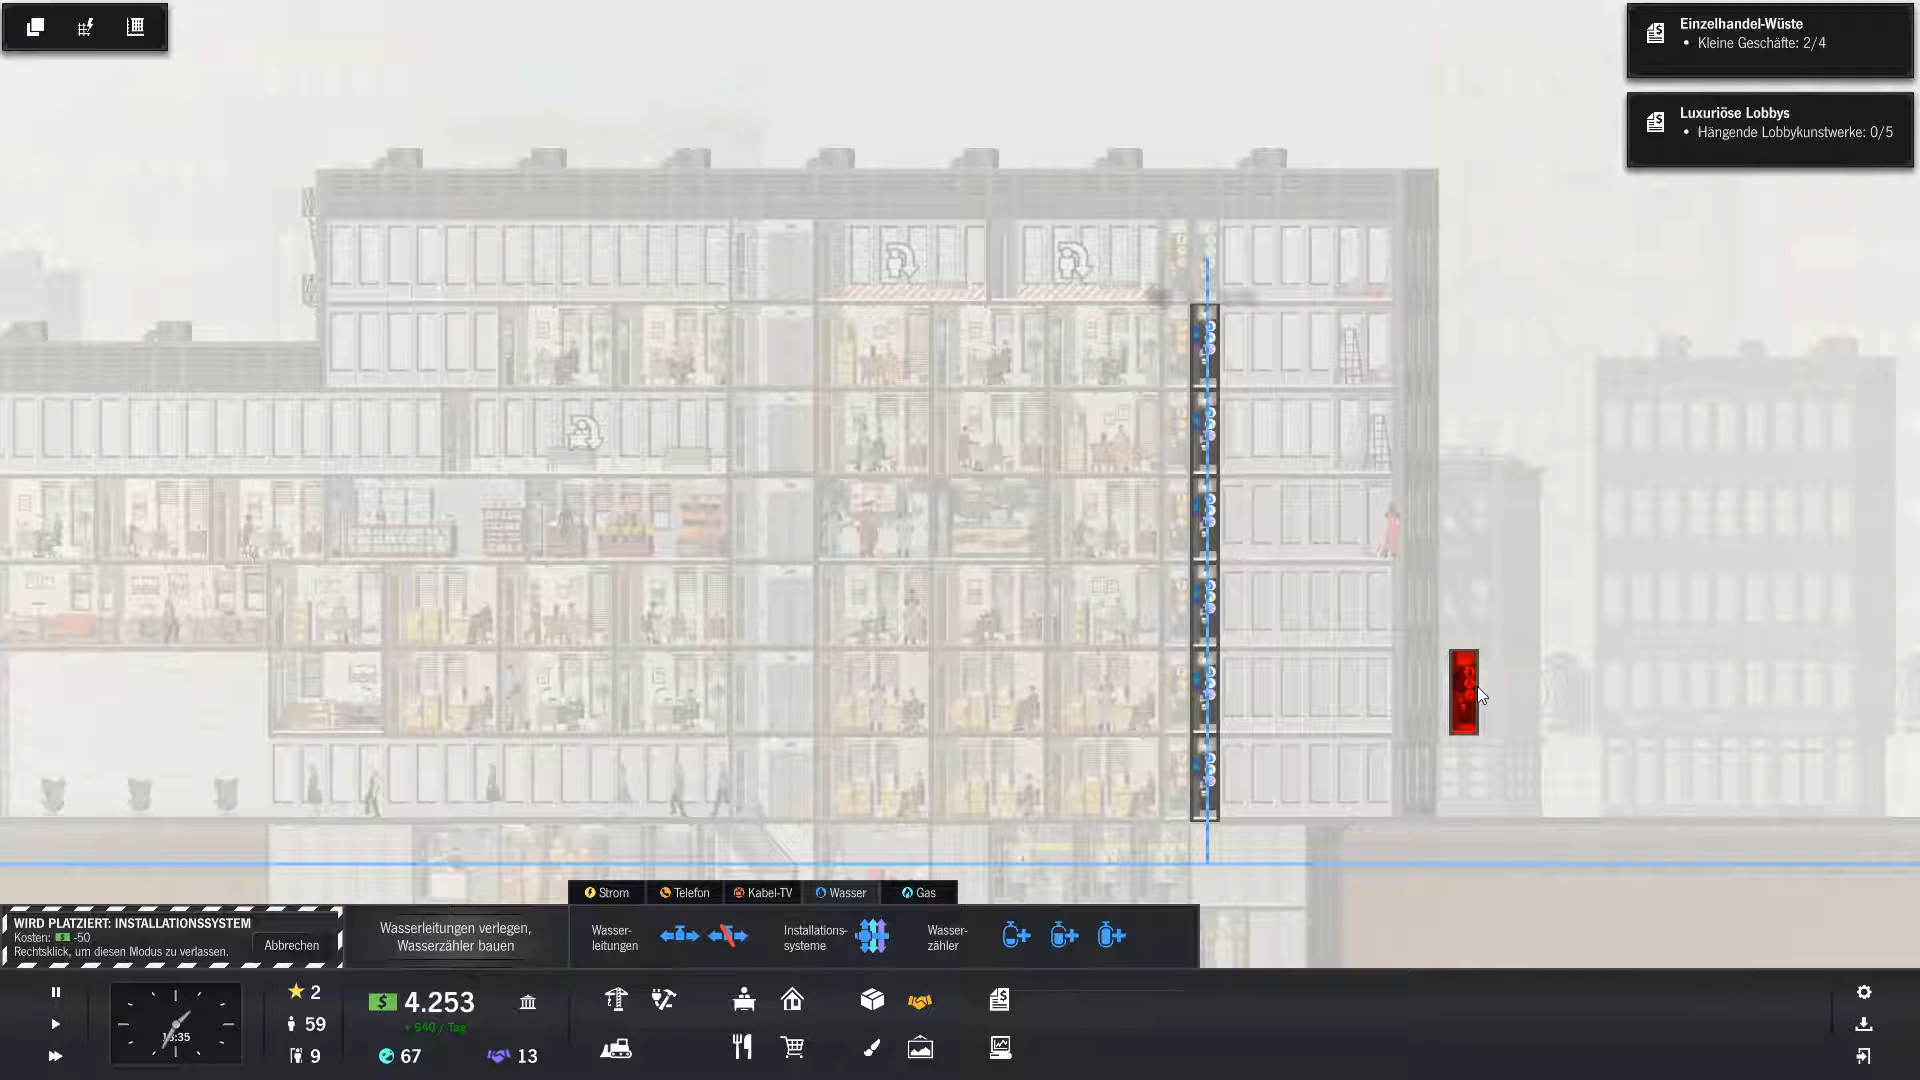 Einzelhandel-Wüste
• Kleine Geschäfte: 2/4
Luxuriöse Lobbys
• Hängende Lobbykunstwerke: 0/5
Strom
Telefon
Kabel-TV
Wasser
Gas
WIRD PLATZIERT: INSTALLATIONSSYSTEM
Kosten: $ -50
Rechtsklick, um diesen Modus zu verlassen.
Abbrechen
Wasserleitungen verlegen,
Wasserzähler bauen
Wasser-
leitungen
Installations-
systeme
Wasser-
zähler
2
$ 4.253
+ 940 / Tag
59
9
67
13